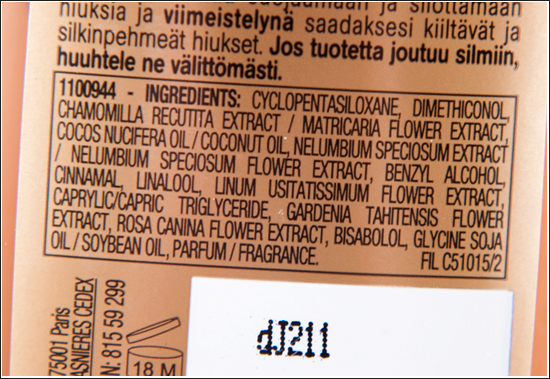 hiuksia ja viimeistelynä saadaksesi kiiltävät ja
silkinpehmeät hiukset. Jos tuotetta joutuu silmiin,
huuhtele ne välittömästi.
1100944 - INGREDIENTS: CYCLOPENTASILOXANE, DIMETHICONOL,
CHAMOMILLA RECUTITA EXTRACT / MATRICARIA FLOWER EXTRACT,
COCOS NUCIFERA OIL / COCONUT OIL, NELUMBIUM SPECIOSUM EXTRACT
/ NELUMBIUM SPECIOSUM FLOWER EXTRACT, BENZYL ALCOHOL,
CINNAMAL, LINALOOL, LINUM USITATISSIMUM FLOWER EXTRACT,
CAPRYLIC/CAPRIC TRIGLYCERIDE, GARDENIA TAHITENSIS FLOWER
EXTRACT, ROSA CANINA FLOWER EXTRACT, BISABOLOL, GLYCINE SOJA
OIL / SOYBEAN OIL, PARFUM / FRAGRANCE. FIL C51015/2
75001 Paris
ASNIERES CEDEX
N: 815 59 299
18 M
dJ211